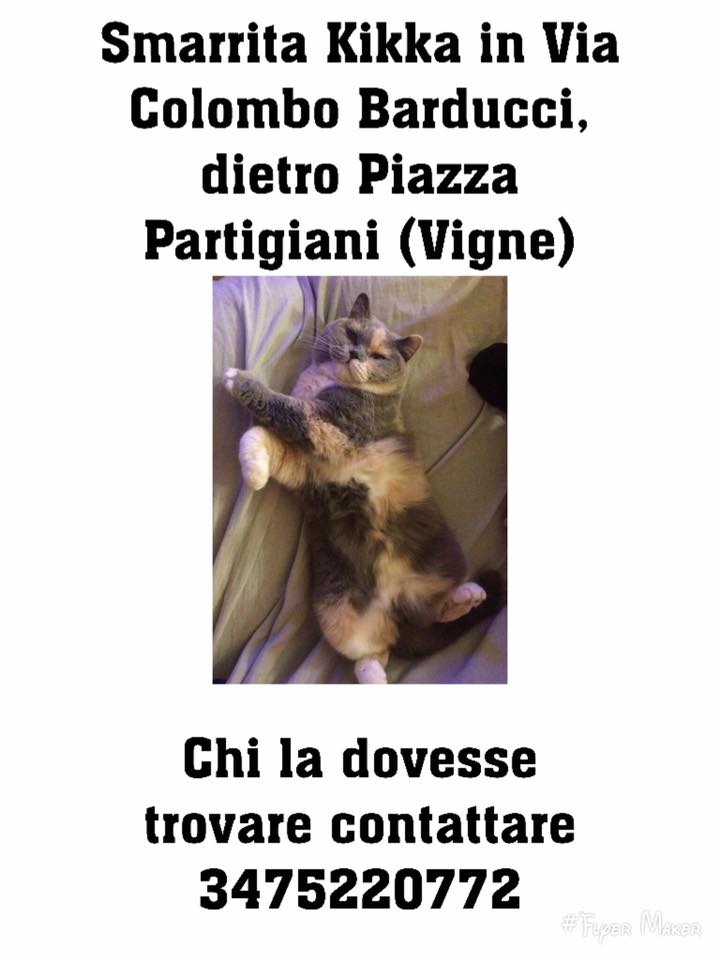 Smarrita Kikka in Via
Colombo Barducci,
dietro Piazza
Partigiani (Vigne)
Chi la dovesse
trovare contattare
3475220772
#Flyer Maker